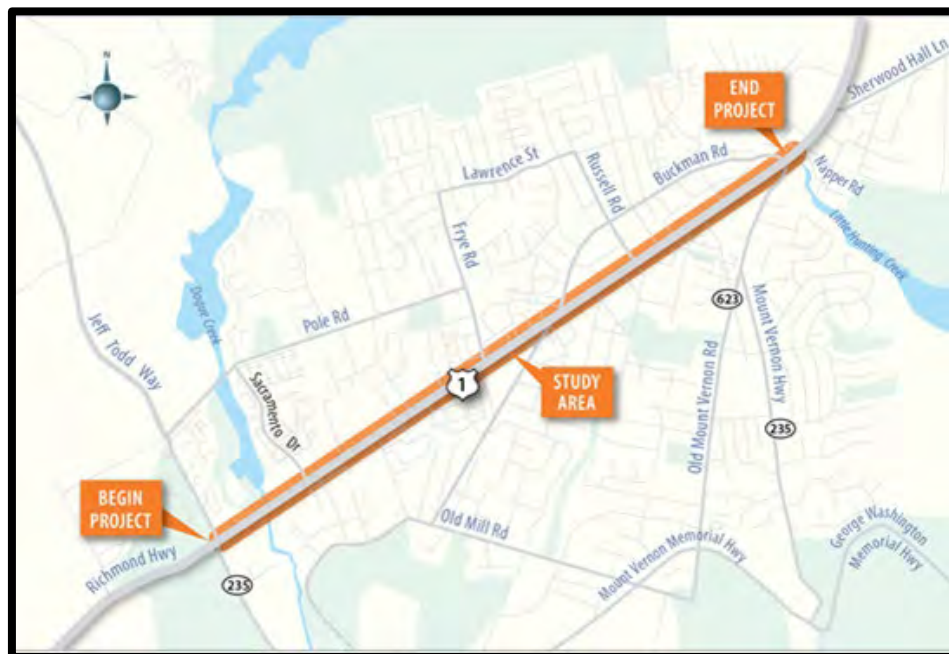 N
Sherwood Hall Ln
END
PROJECT
Buckman Rd
Lawrence St
Russell Rd
Napper Rd
Little Hunting Creek
Frye Rd
Dogue Creek
Pole Rd
623
Mount Vernon Hwy
Jeff Todd Way
Sacramento Dr
1
STUDY
AREA
Old Mount Vernon Rd
235
BEGIN
PROJECT
Old Mill Rd
George Washington
Memorial Hwy
Mount Vernon Memorial Hwy
Richmond Hwy
235